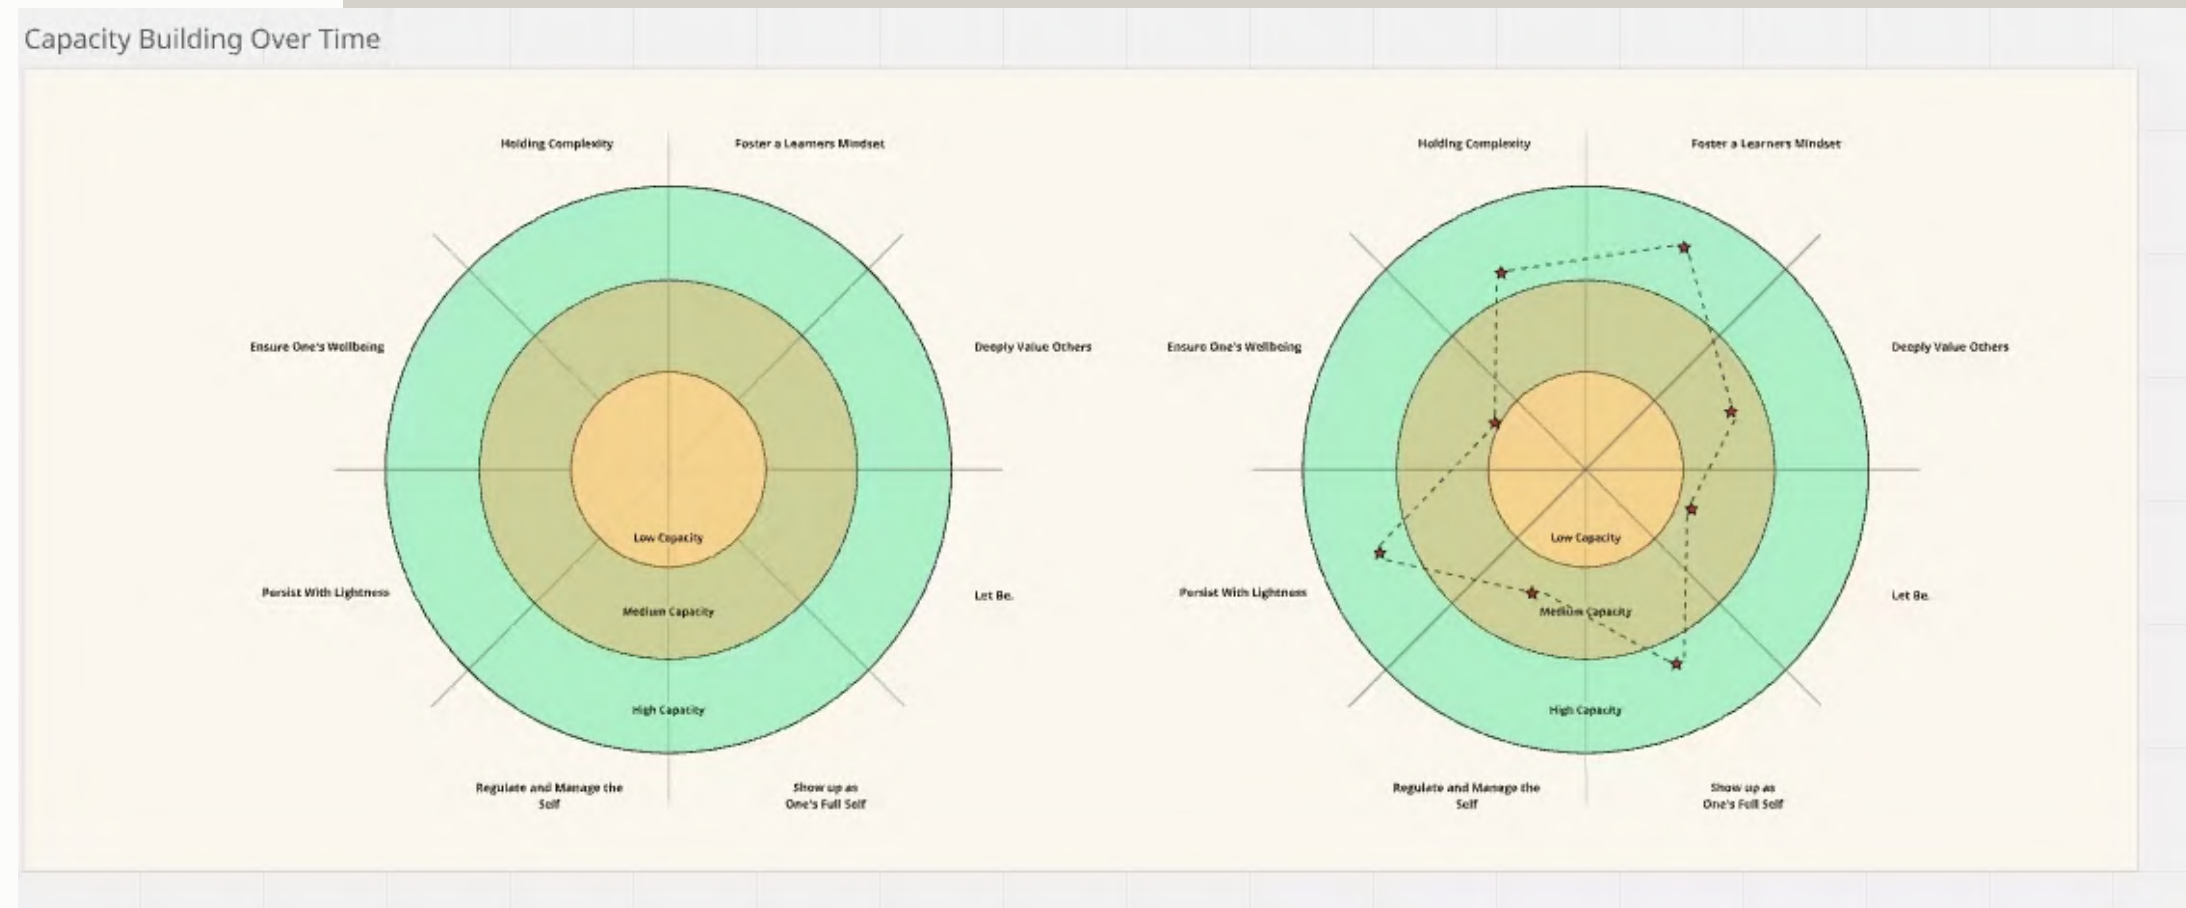 Capacity Building Over Time
Holding Complexity
Foster a Learners Mindset
Ensure One's Wellbeing
Deeply Value Others
Low Capacity
Persist With Lightness
Let Be.
Medium Capacity
High Capacity
Regulate and Manage the
Self
Show up as
One's Full Self
Holding Complexity
Foster a Learners Mindset
Ensure One's Wellbeing
Deeply Value Others
Low Capacity
Persist With Lightness
Let Be.
Medium Capacity
High Capacity
Regulate and Manage the
Self
Show up as
One's Full Self